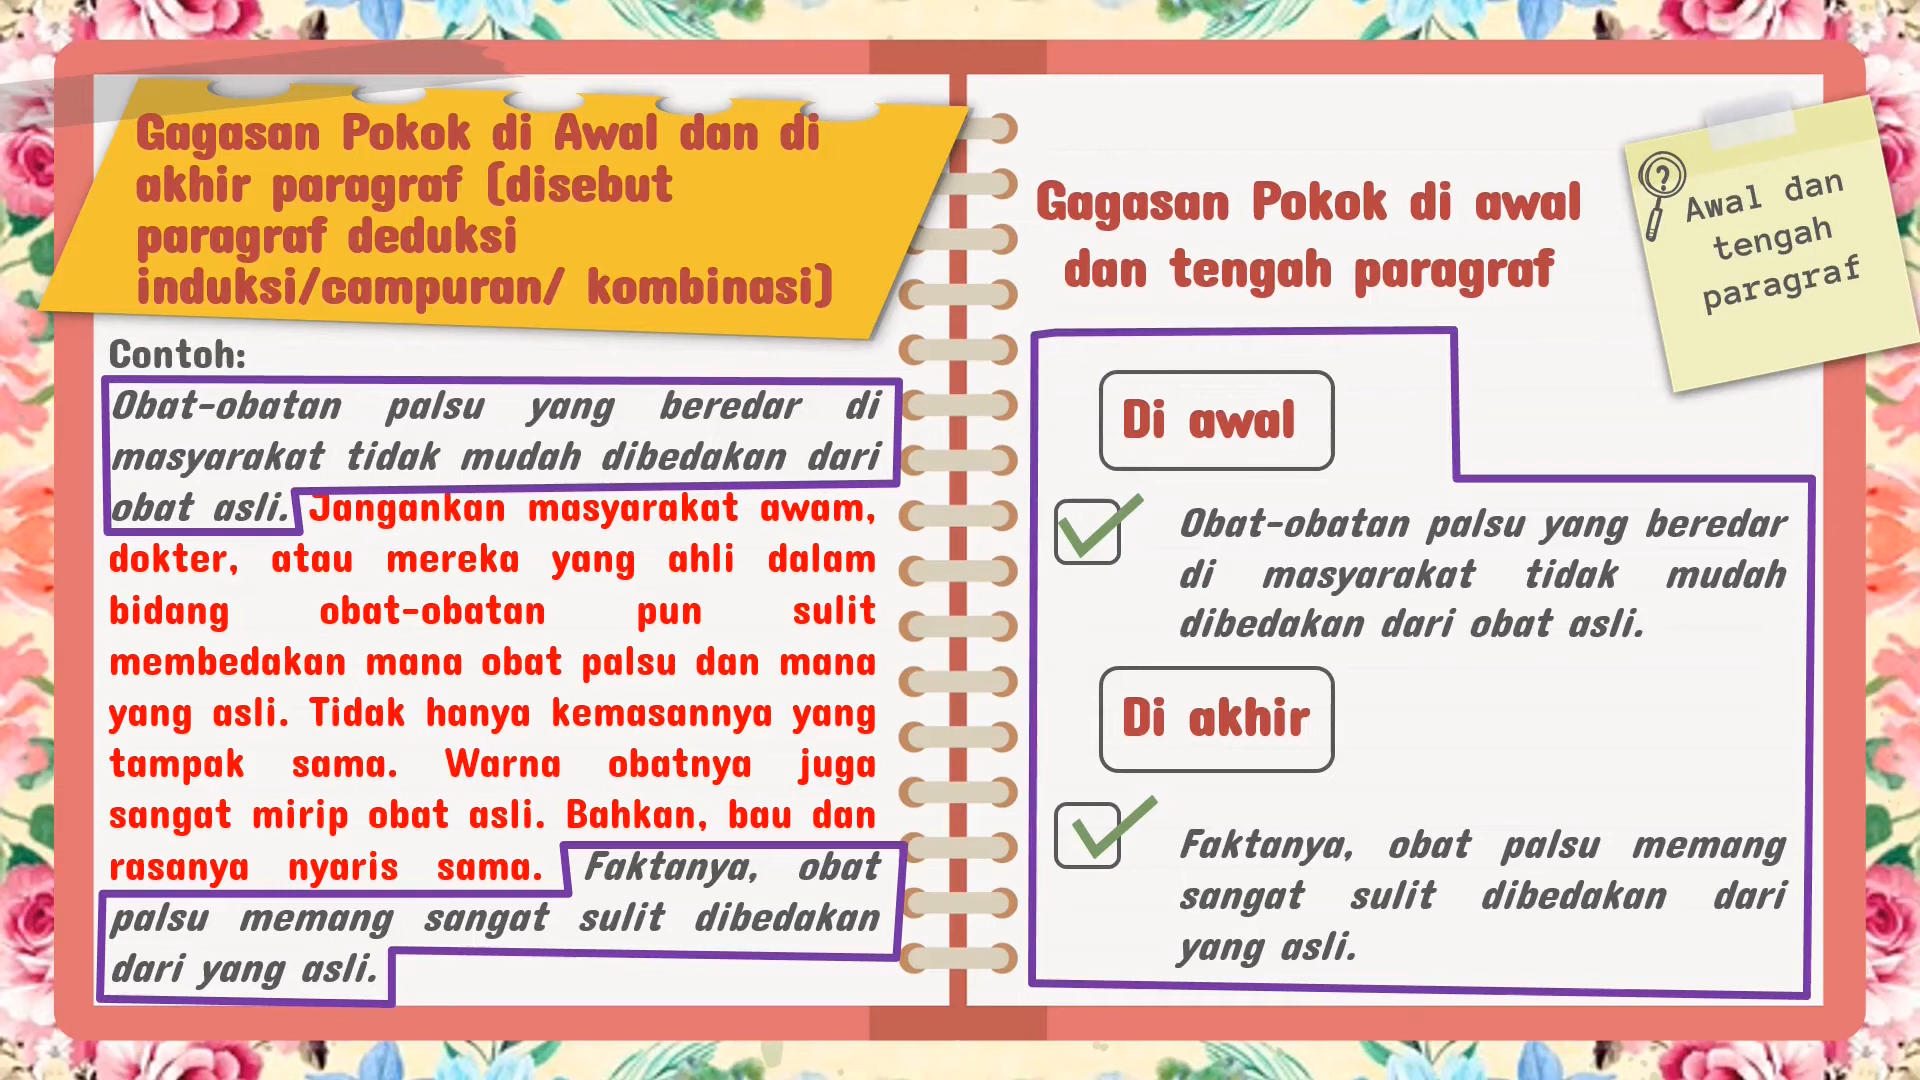 Gagasan Pokok di Awal dan di
akhir paragraf (disebut
paragraf deduksi
induksi/campuran/ kombinasi)
Contoh:
Obat-obatan palsu yang beredar di
masyarakat tidak mudah dibedakan dari
obat asli. Jangankan masyarakat awam,
dokter, atau mereka yang ahli dalam
bidang obat-obatan pun sulit
membedakan mana obat palsu dan mana
yang asli. Tidak hanya kemasannya yang
tampak sama. Warna obatnya juga
sangat mirip obat asli. Bahkan, bau dan
rasanya nyaris sama. Faktanya, obat
palsu memang sangat sulit dibedakan
dari yang asli.
Gagasan Pokok di awal
dan tengah paragraf
?
Awal dan
tengah
paragraf
Di awal
Obat-obatan palsu yang beredar
di masyarakat tidak mudah
dibedakan dari obat asli.
Di akhir
Faktanya, obat palsu memang
sangat sulit dibedakan dari
yang asli.